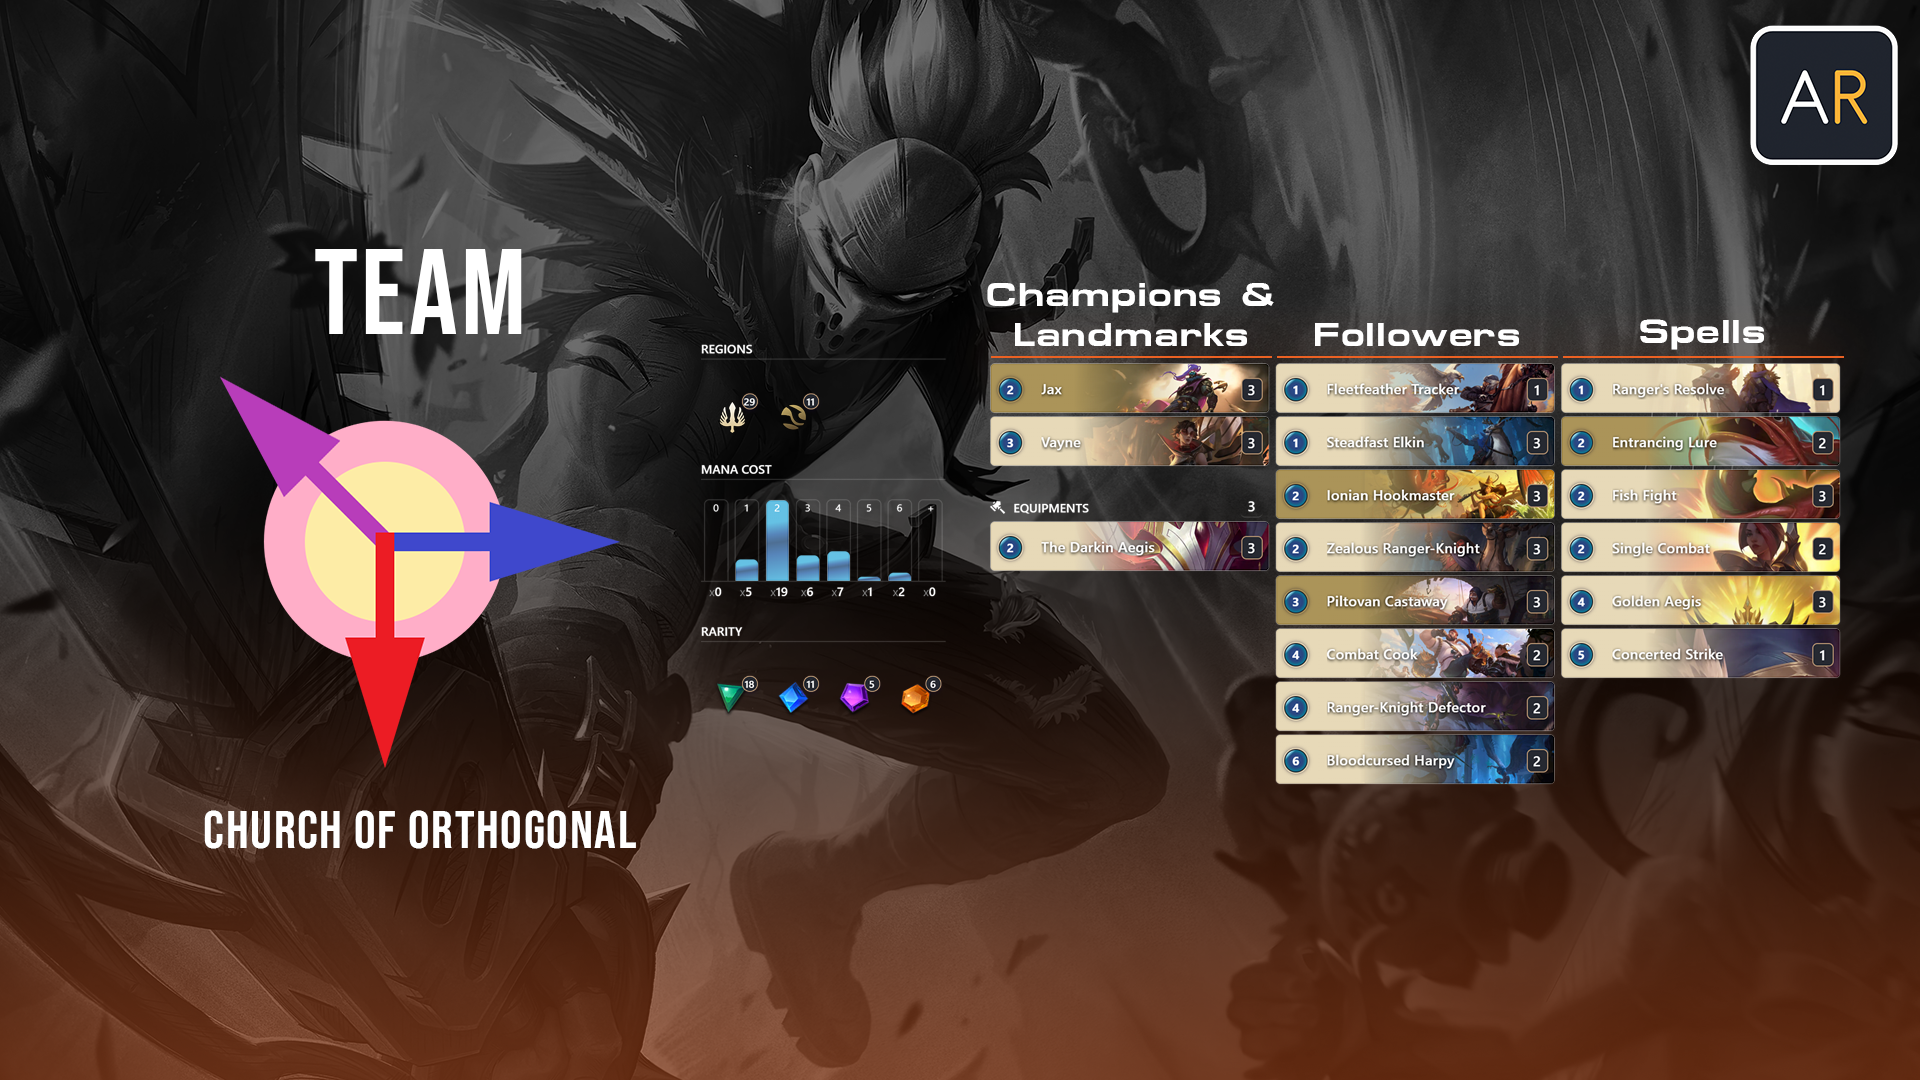 AR
TEAM
CHURCH OF ORTHOGONAL
REGIONS
29 11
MANA COST
0 1 2 3 4 5 6 +
x0 x5 x19 x6 x7 x1 x2 x0
RARITY
18 11 5 6
Champions &
Landmarks
2 Jax 3
3 Vayne 3
EQUIPMENTS 3
2 The Darkin Aegis 3
Followers
1 Fleetfeather Tracker 1
1 Steadfast Elkin 3
2 Ionian Hookmaster 3
2 Zealous Ranger-Knight 3
3 Piltovan Castaway 3
4 Combat Cook 2
4 Ranger-Knight Defector 2
6 Bloodcursed Harpy 2
Spells
1 Ranger's Resolve 1
2 Entrancing Lure 2
2 Fish Fight 3
2 Single Combat 2
4 Golden Aegis 3
5 Concerted Strike 1